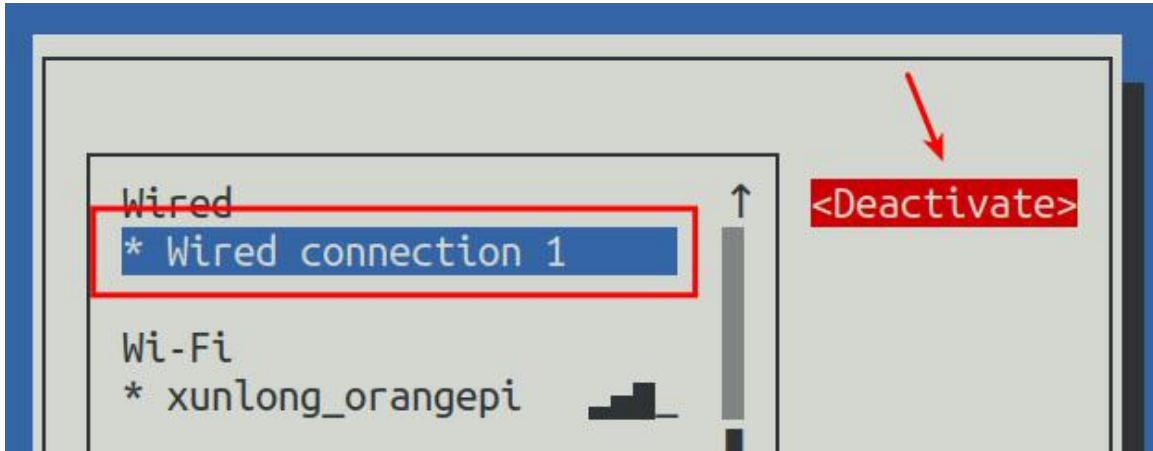 Wired
<Deactivate>
* Wired connection 1
Wi-Fi
* xunlong_orangepi